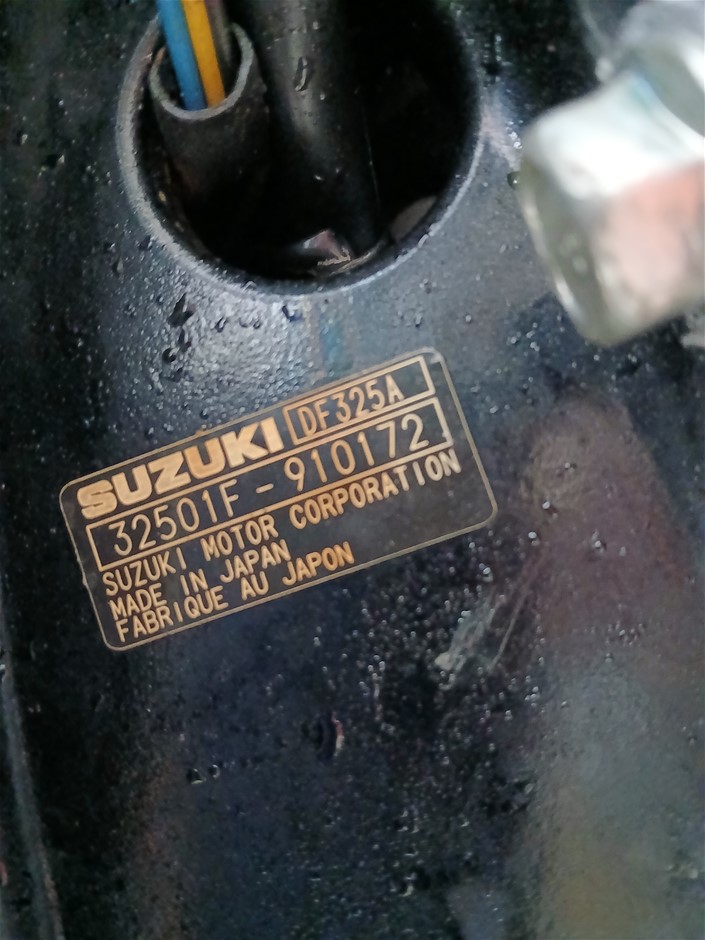 SUZUKI DF325A
32501F-910172
SUZUKI MOTOR CORPORATION
MADE IN JAPAN
FABRIQUE AU JAPON